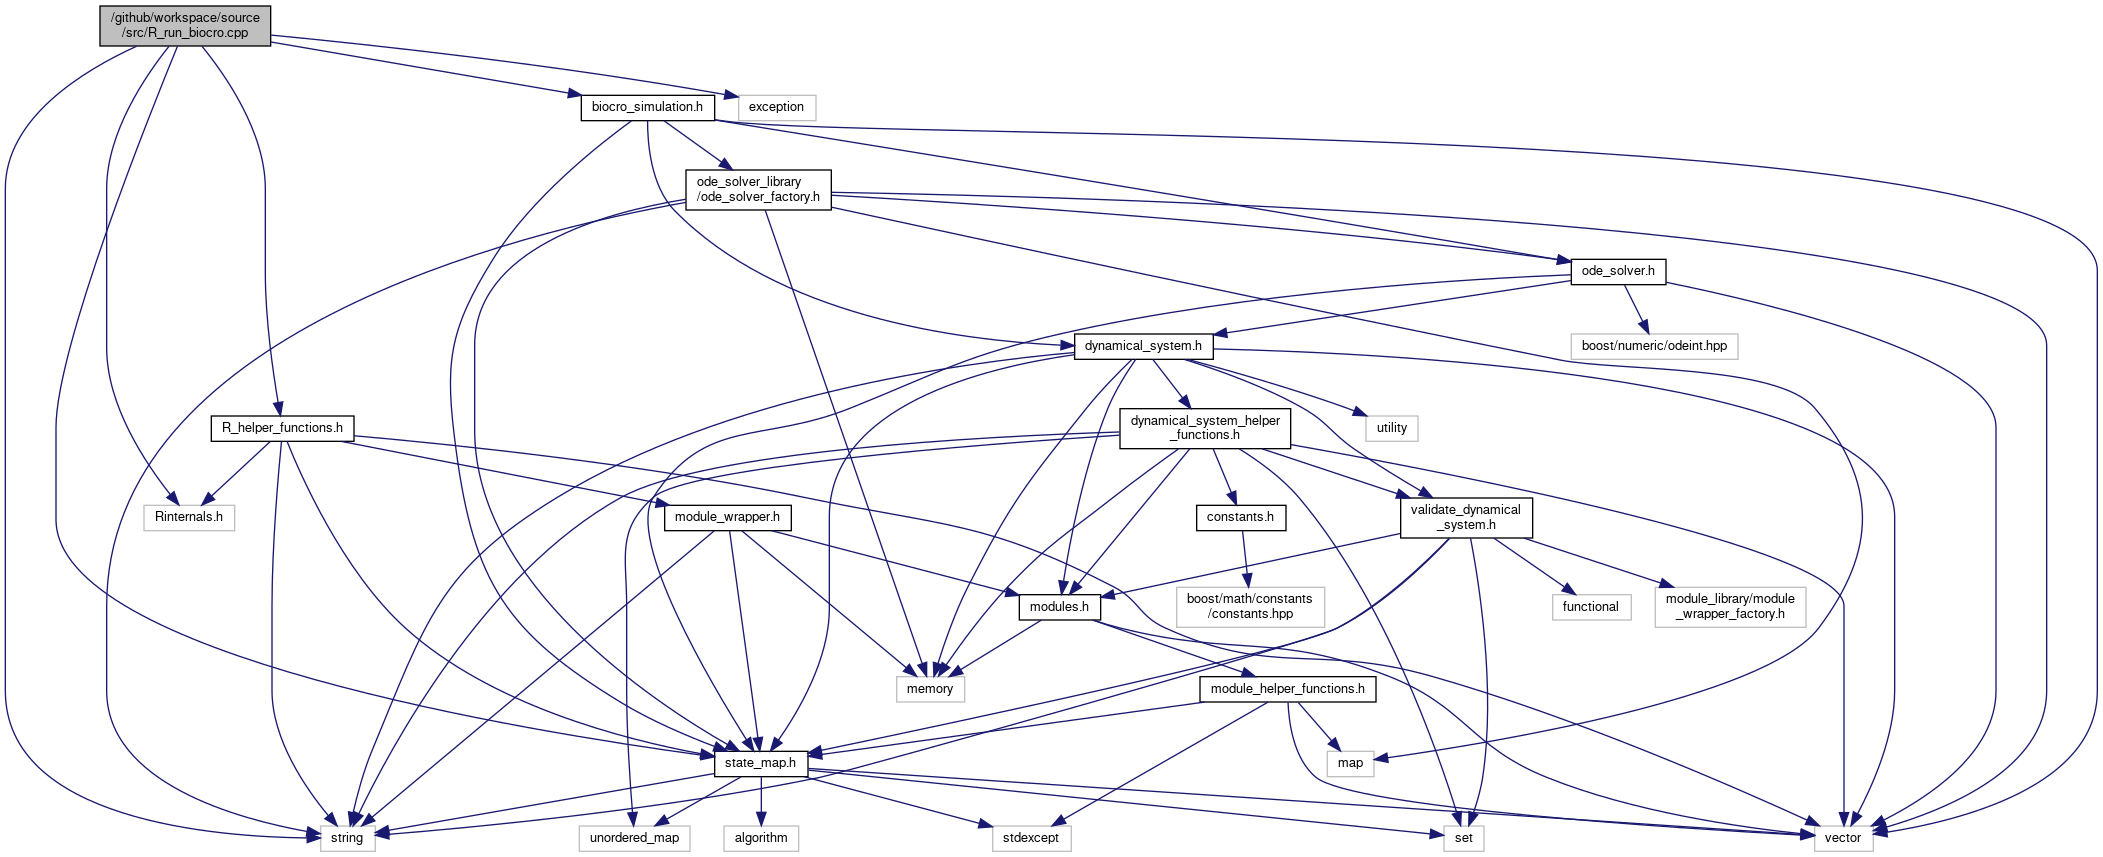 /github/workspace/source
/src/R_run_biocro.cpp
biocro_simulation.h
exception
ode_solver_library
/ode_solver_factory.h
ode_solver.h
dynamical_system.h
boost/numeric/odeint.hpp
R_helper_functions.h
dynamical_system_helper
_functions.h
utility
Rinternals.h
module_wrapper.h
constants.h
validate_dynamical
_system.h
modules.h
boost/math/constants
/constants.hpp
functional
module_library/module
_wrapper_factory.h
memory
module_helper_functions.h
state_map.h
map
string
unordered_map
algorithm
stdexcept
set
vector